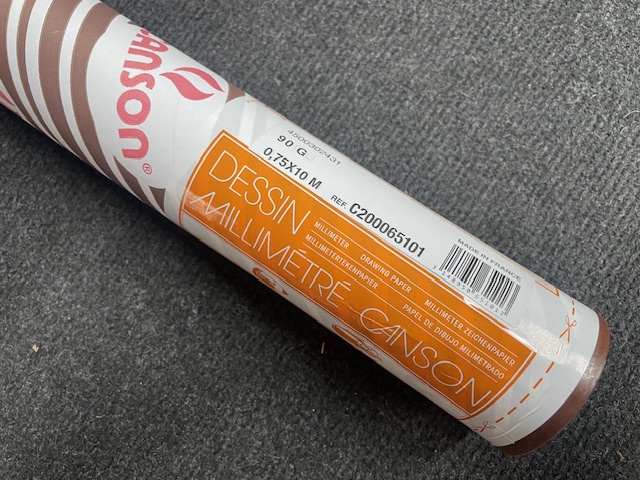 CANSON®
4500302431
90 G
0,75X10 M
REF. C200065101
MADE IN FRANCE
DESSIN
MILLIMÉTRÉ-CANSON
MILLIMETER DRAWING PAPER MILLIMETER ZEICHENPAPIER
MILLIMETERTEKENPAPIER PAPEL DE DIBUJO MILIMETRADO